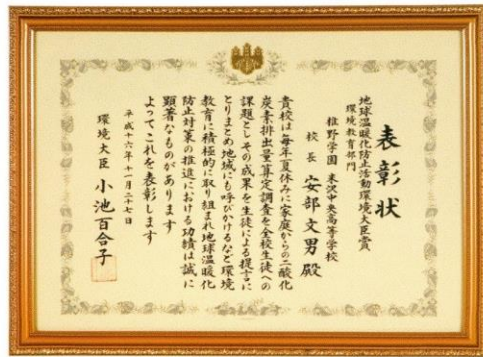 表彰状
地球温暖化防止活動環境大臣賞
環境教育部門
椎野学園 米沢中央高等学校
校長 安部文男 殿
貴校は毎年夏休みに家庭からの二酸化
炭素排出量算定調査を全校生徒への
課題としその成果を生徒による提言に
とりまとめ地域にも呼びかけるなど環境
教育に積極的に取り組まれ地球温暖化
防止対策の推進における功績は誠に
顕著なものがあります
よってこれを表彰します
平成十六年十一月二十七日
環境大臣 小池百合子